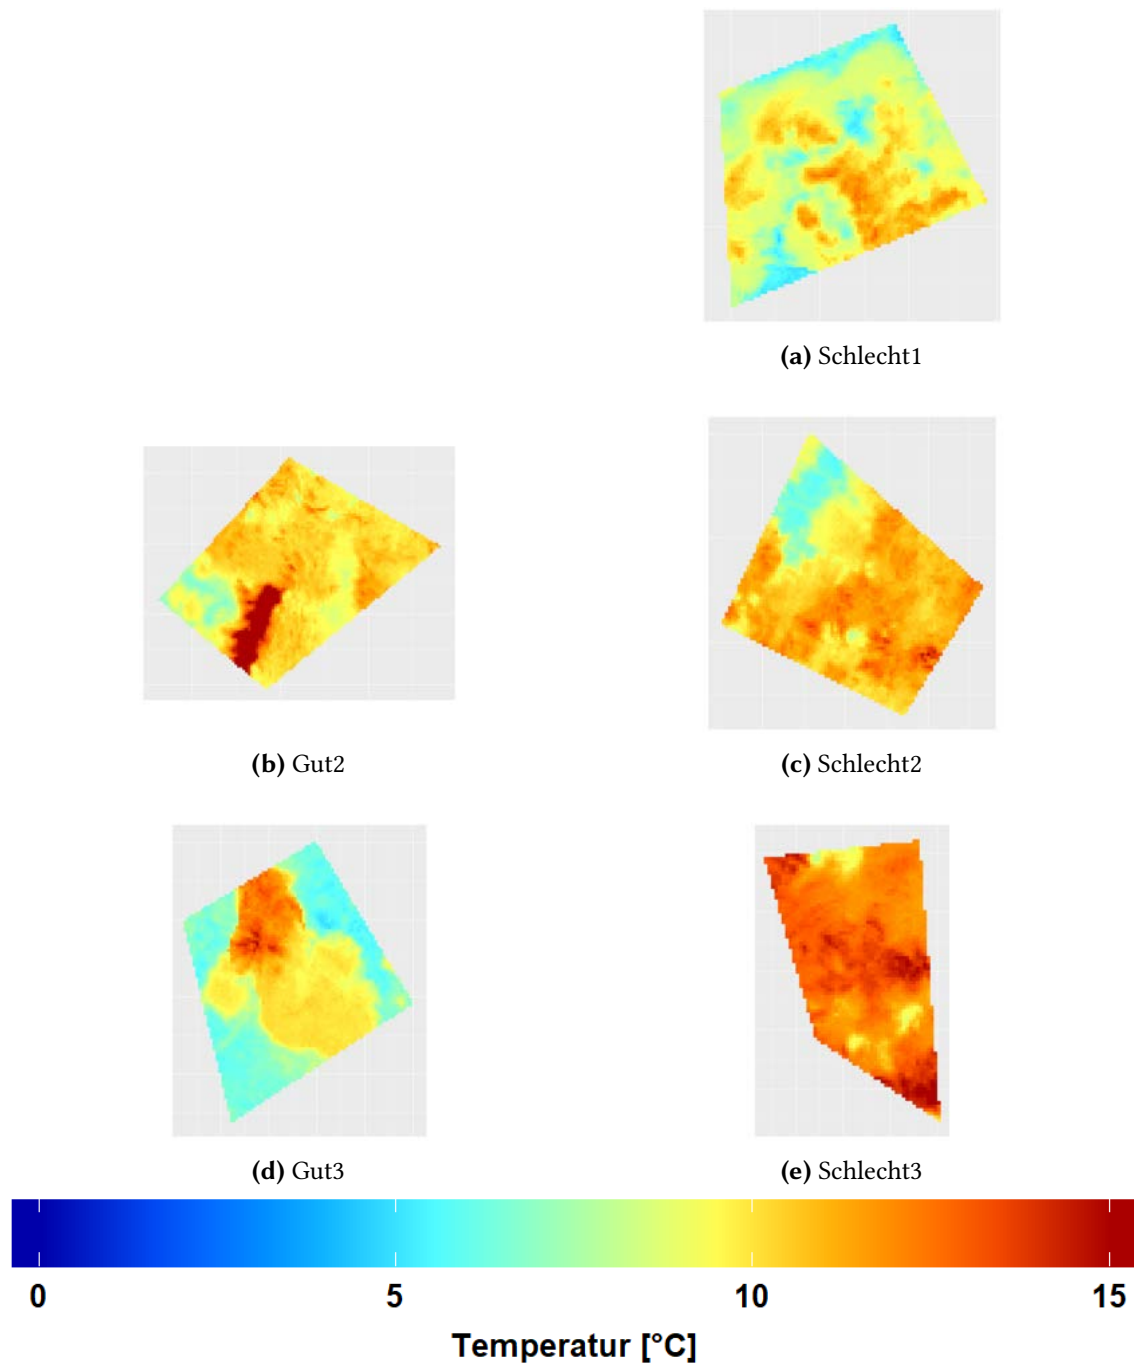 (a) Schlecht1
(b) Gut2
(c) Schlecht2
(d) Gut3
(e) Schlecht3
0 5 10 15
Temperatur [°C]